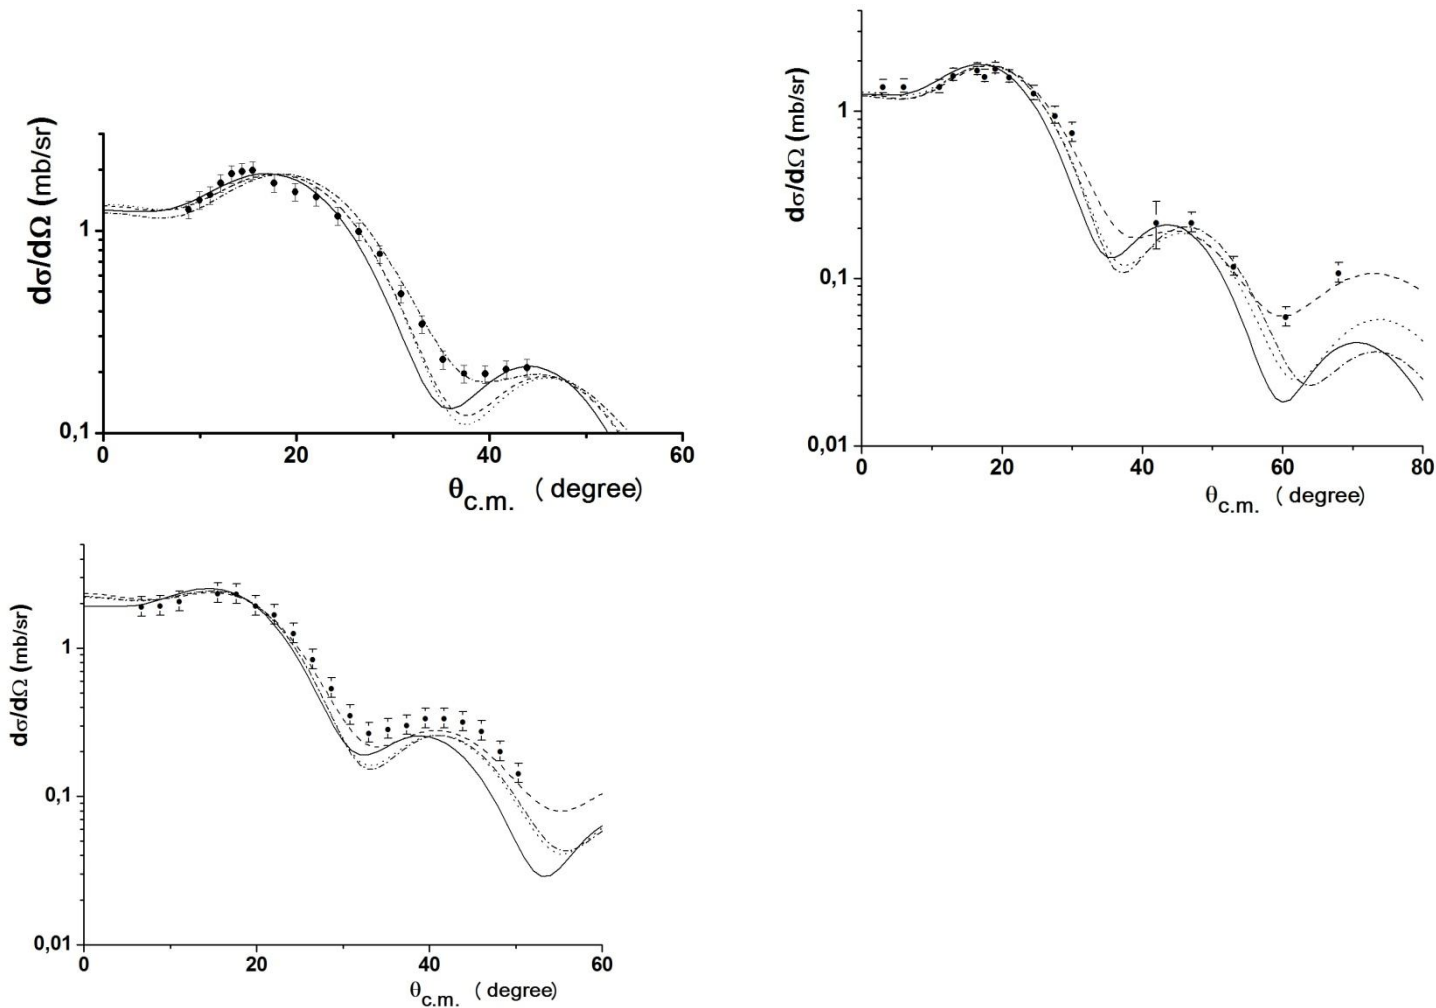 dσ/dΩ (mb/sr)
1
0,1
0 20 40 60
θc.m. ( degree)
dσ/dΩ (mb/sr)
1
0,1
0,01
0 20 40 60 80
θc.m. (degree)
dσ/dΩ (mb/sr)
1
0,1
0,01
0 20 40 60
θc.m. ( degree)